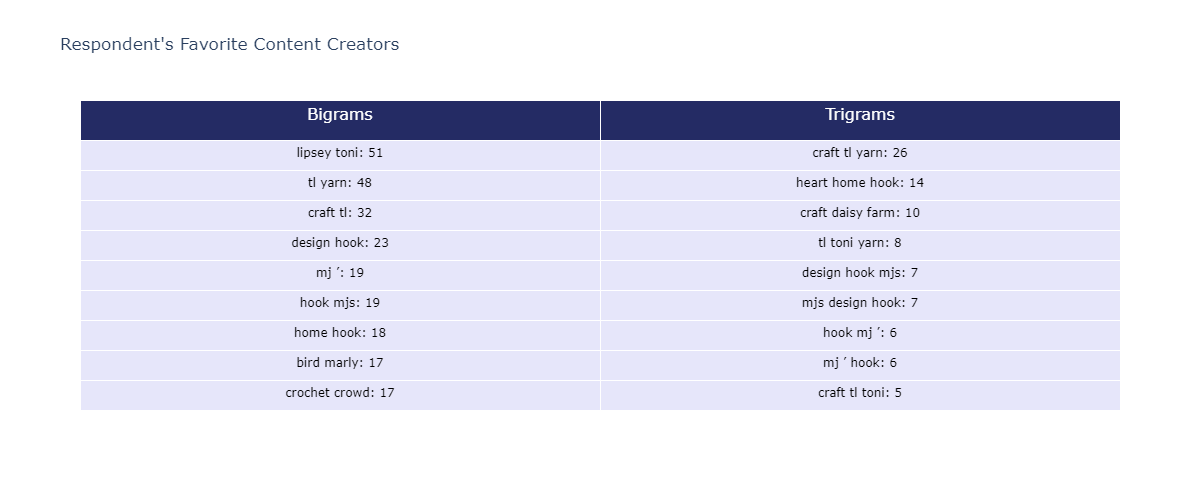 Respondent's Favorite Content Creators
Bigrams Trigrams
lipsey toni: 51 craft tl yarn: 26
tl yarn: 48 heart home hook: 14
craft tl: 32 craft daisy farm: 10
design hook: 23 tl toni yarn: 8
mj ′: 19 design hook mjs: 7
hook mjs: 19 mjs design hook: 7
home hook: 18 hook mj ′: 6
bird marly: 17 mj ′ hook: 6
crochet crowd: 17 craft tl toni: 5